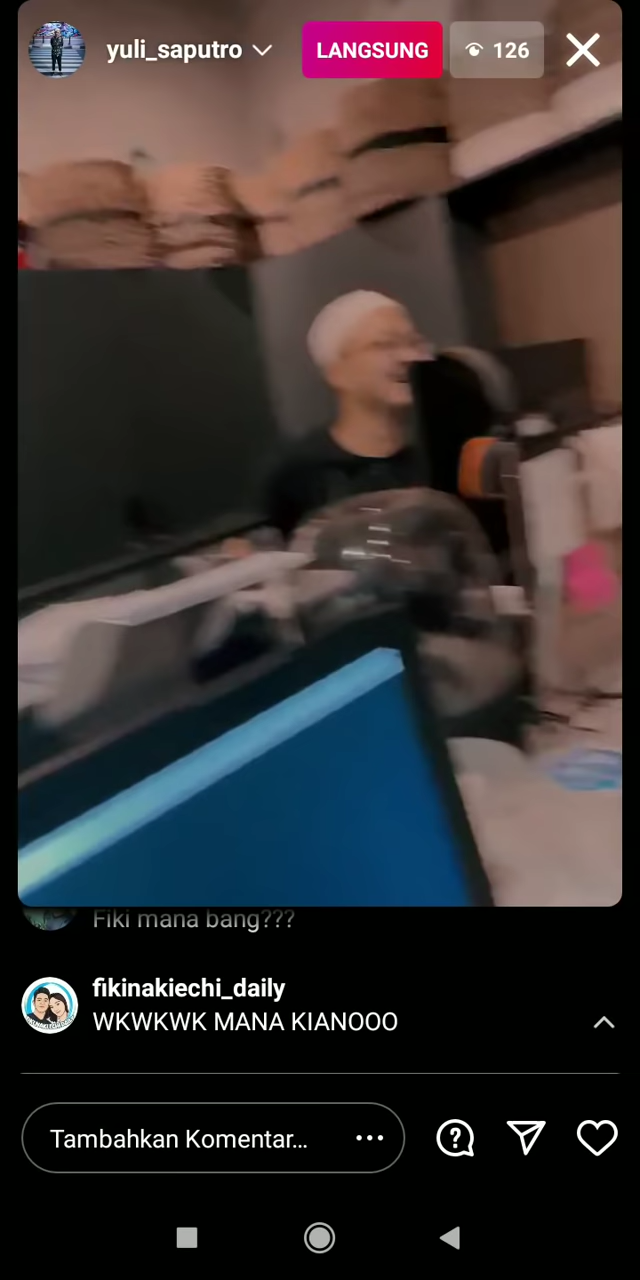 yuli_saputro
LANGSUNG
126
Fiki mana bang???
fikinakiechi_daily
WKWKWK MANA KIANOOO
Tambahkan Komentar...